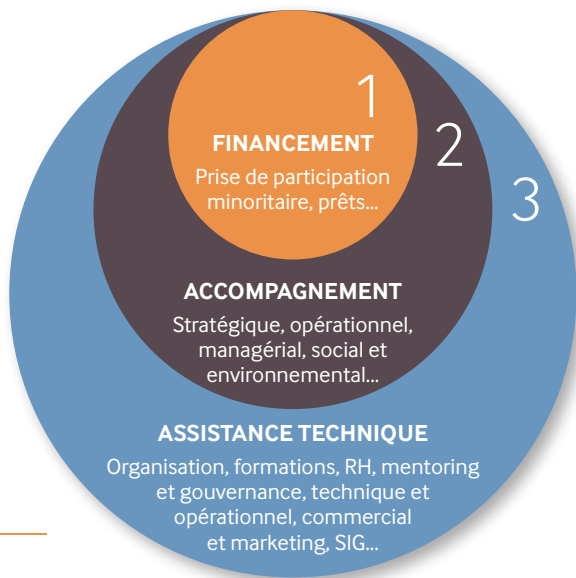 1
FINANCEMENT
Prise de participation
minoritaire, prêts...
2
ACCOMPAGNEMENT
Stratégique, opérationnel,
managérial, social et
environnemental...
3
ASSISTANCE TECHNIQUE
Organisation, formations, RH, mentoring
et gouvernance, technique et
opérationnel, commercial
et marketing, SIG...